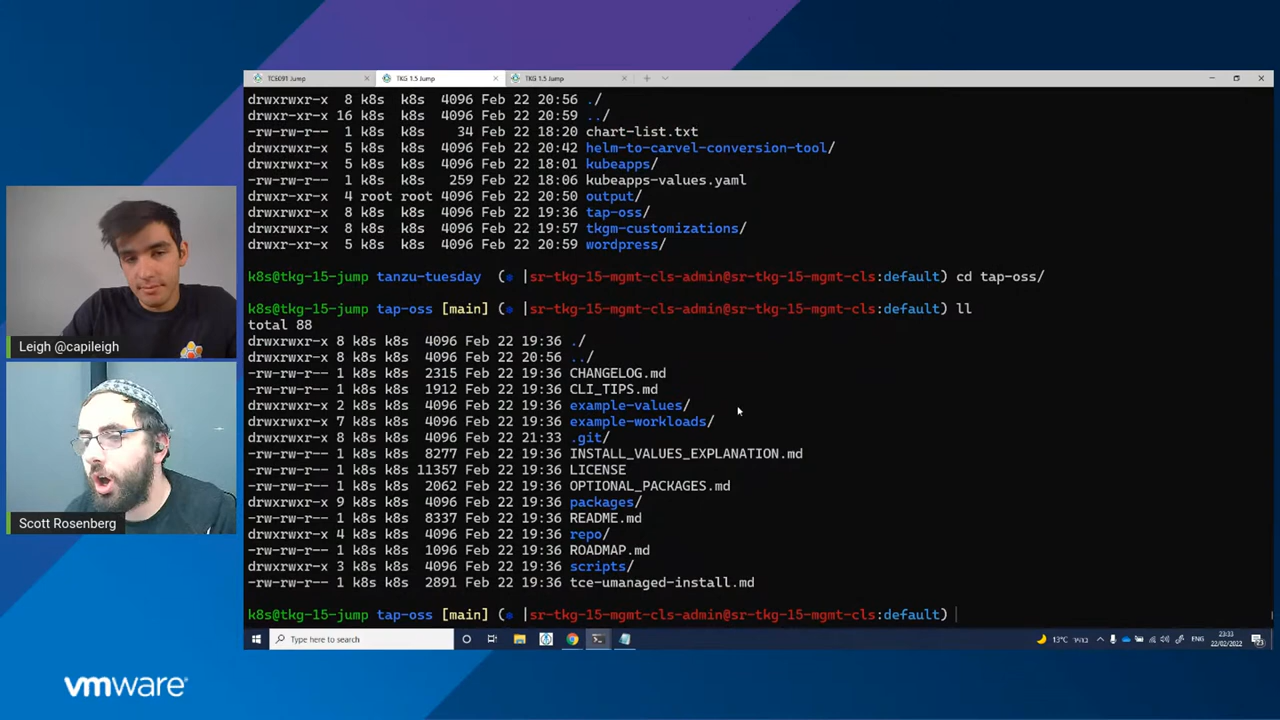 TCE091 Jump
TKG 1.5 Jump
TKG 1.5 Jump
drwxrwxr-x 8 k8s k8s 4096 Feb 22 20:56 ./
drwxr-xr-x 16 k8s k8s 4096 Feb 22 20:59 ../
-rw-rw-r-- 1 k8s k8s 34 Feb 22 18:20 chart-list.txt
drwxrwxr-x 5 k8s k8s 4096 Feb 22 20:42 helm-to-carvel-conversion-tool/
drwxrwxr-x 5 k8s k8s 4096 Feb 22 18:01 kubeapps/
-rw-rw-r-- 1 k8s k8s 259 Feb 22 18:06 kubeapps-values.yaml
drwxrwxr-x 4 root root 4096 Feb 22 20:50 output/
drwxrwxr-x 8 k8s k8s 4096 Feb 22 19:36 tap-oss/
drwxrwxr-x 6 k8s k8s 4096 Feb 22 19:57 tkgm-customizations/
drwxrwxr-x 5 k8s k8s 4096 Feb 22 20:59 wordpress/
k8s@tkg-15-jump tanzu-tuesday (⎈ |sr-tkg-15-mgmt-cls-admin@sr-tkg-15-mgmt-cls:default) cd tap-oss/
k8s@tkg-15-jump tap-oss [main] (⎈ |sr-tkg-15-mgmt-cls-admin@sr-tkg-15-mgmt-cls:default) ll
total 88
drwxrwxr-x 8 k8s k8s 4096 Feb 22 19:36 ./
drwxrwxr-x 8 k8s k8s 4096 Feb 22 20:56 ../
-rw-rw-r-- 1 k8s k8s 2315 Feb 22 19:36 CHANGELOG.md
-rw-rw-r-- 1 k8s k8s 1912 Feb 22 19:36 CLI_TIPS.md
drwxrwxr-x 2 k8s k8s 4096 Feb 22 19:36 example-values/
drwxrwxr-x 7 k8s k8s 4096 Feb 22 19:36 example-workloads/
drwxrwxr-x 8 k8s k8s 4096 Feb 22 21:33 .git/
-rw-rw-r-- 1 k8s k8s 8277 Feb 22 19:36 INSTALL_VALUES_EXPLANATION.md
-rw-rw-r-- 1 k8s k8s 11357 Feb 22 19:36 LICENSE
-rw-rw-r-- 1 k8s k8s 2062 Feb 22 19:36 OPTIONAL_PACKAGES.md
drwxrwxr-x 9 k8s k8s 4096 Feb 22 19:36 packages/
-rw-rw-r-- 1 k8s k8s 8337 Feb 22 19:36 README.md
drwxrwxr-x 4 k8s k8s 4096 Feb 22 19:36 repo/
-rw-rw-r-- 1 k8s k8s 1096 Feb 22 19:36 ROADMAP.md
drwxrwxr-x 3 k8s k8s 4096 Feb 22 19:36 scripts/
-rw-rw-r-- 1 k8s k8s 2891 Feb 22 19:36 tce-umanaged-install.md
k8s@tkg-15-jump tap-oss [main] (⎈ |sr-tkg-15-mgmt-cls-admin@sr-tkg-15-mgmt-cls:default)
Leigh @capileigh
Scott Rosenberg
Type here to search
13°C בהיר
ENG
23:33
22/02/2022
vmware®